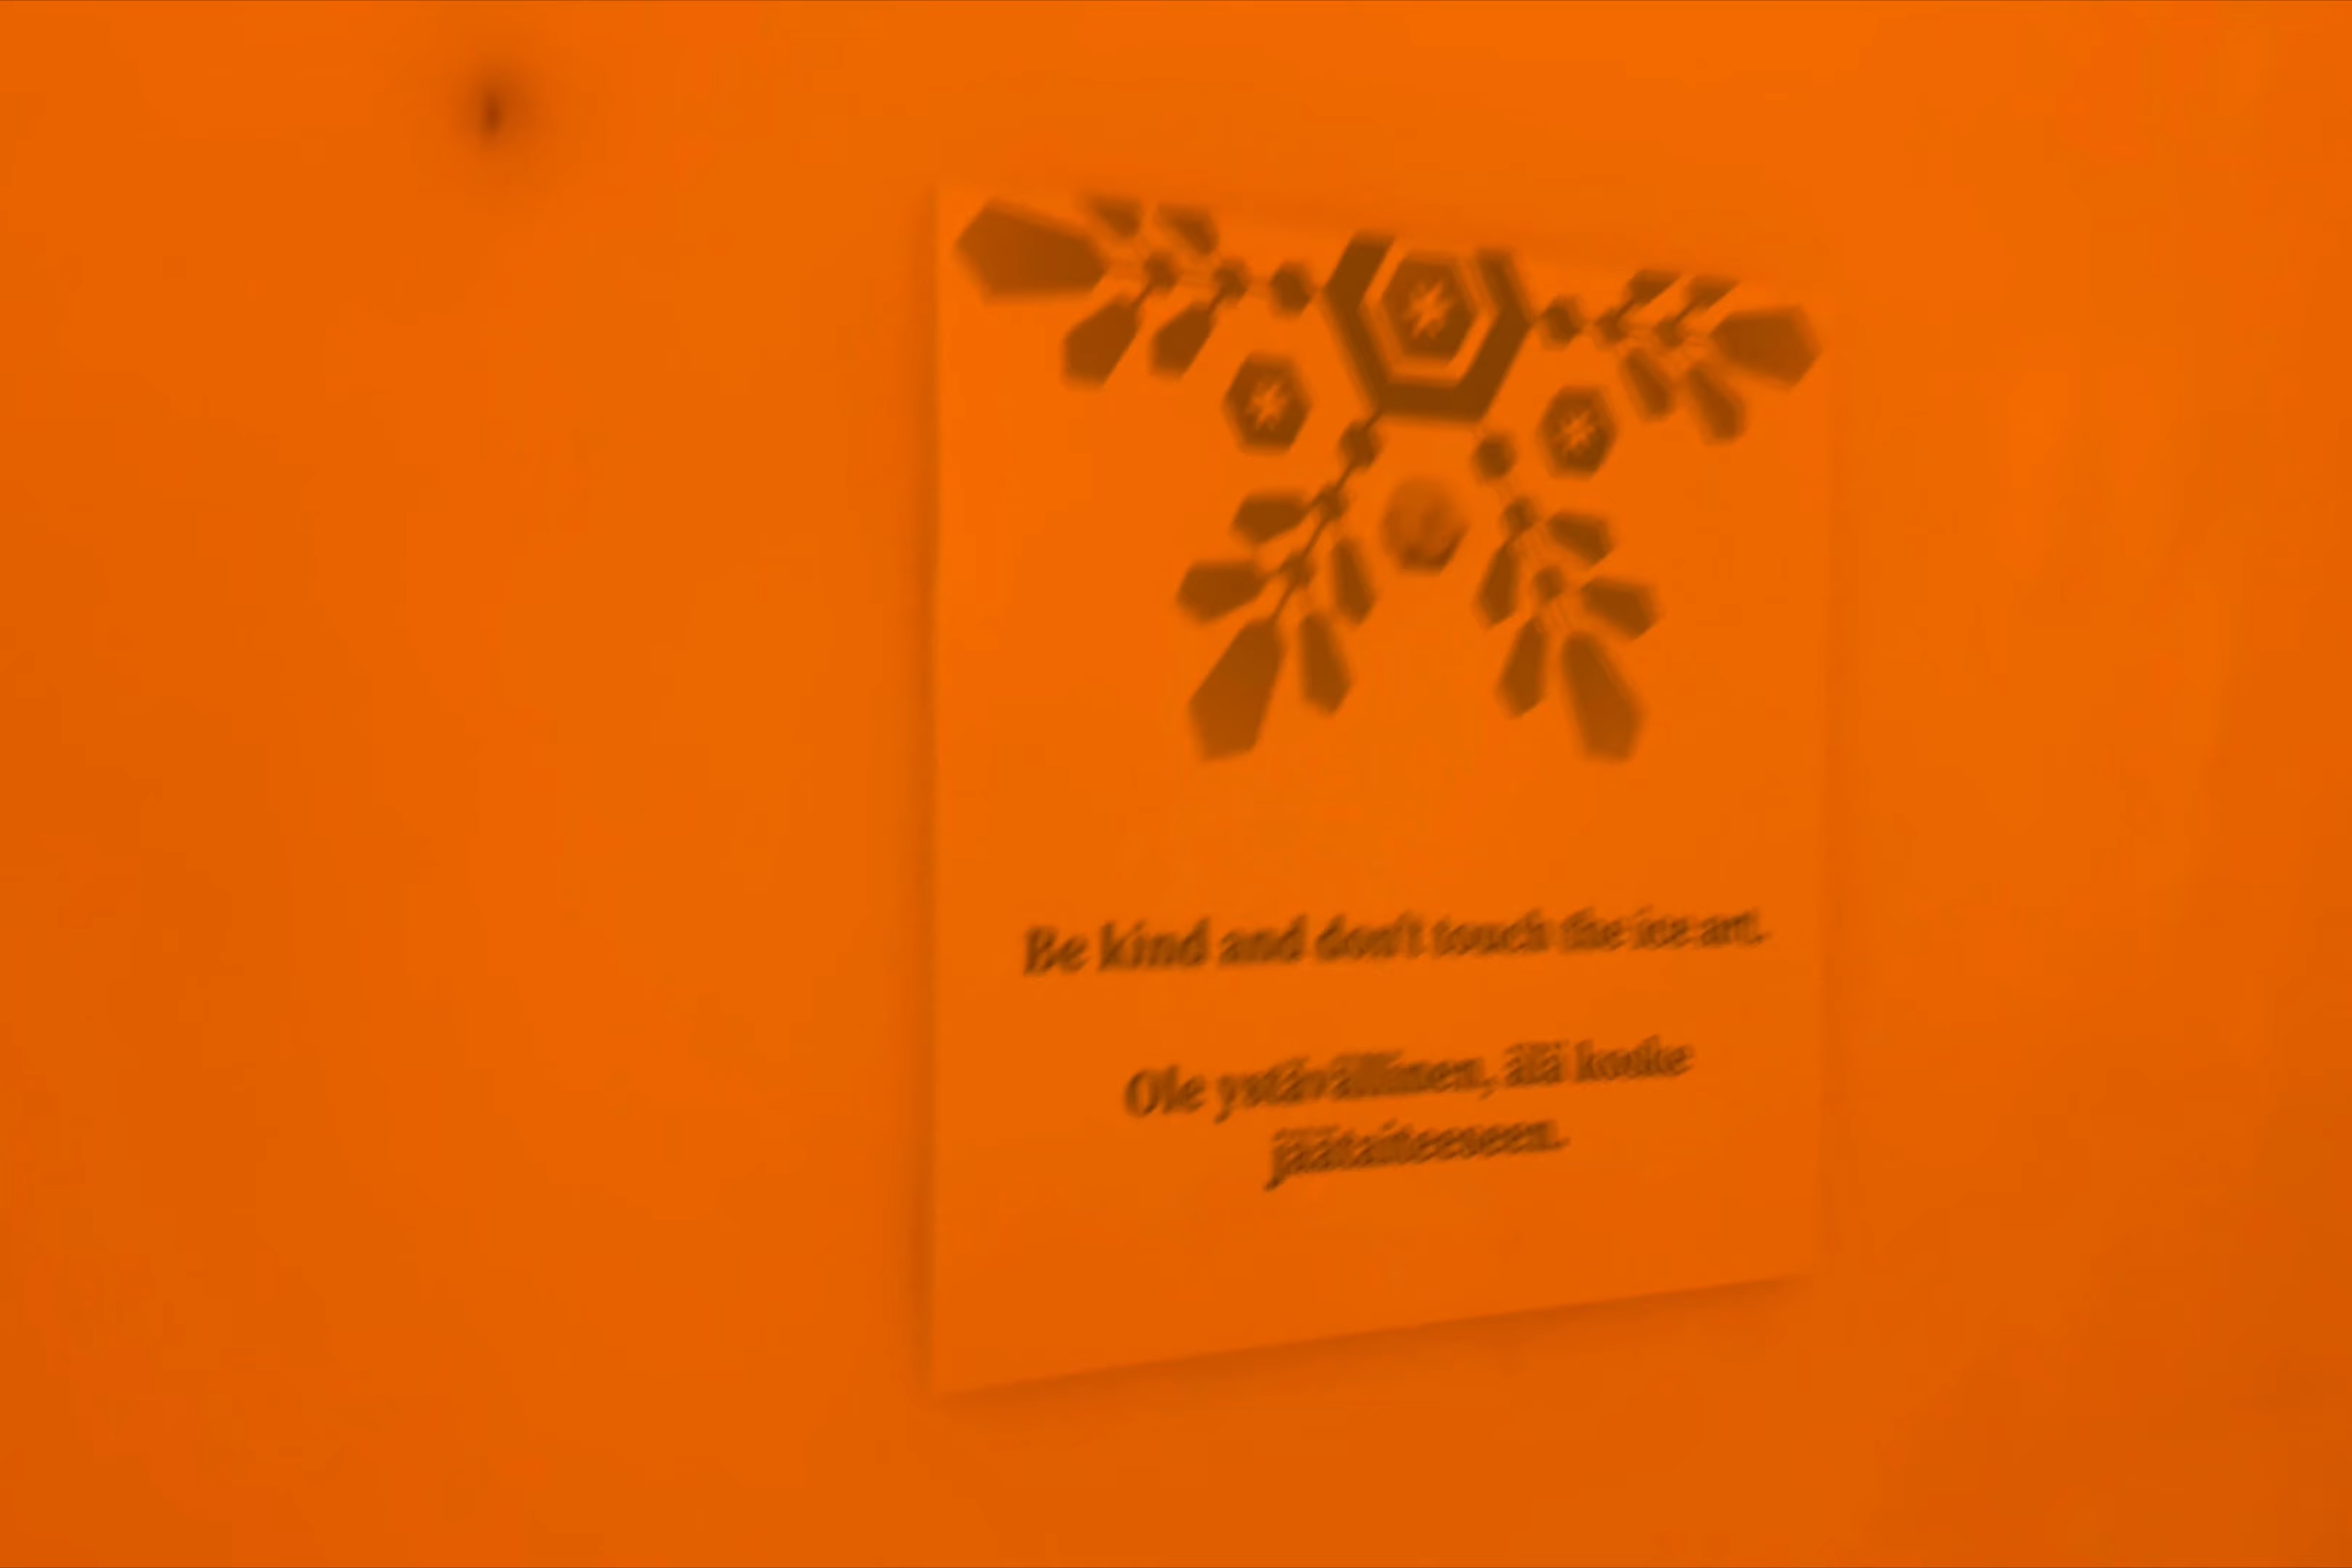 Be kind and don't touch the ice art.
Ole ystävällinen, älä koske
jäätaiteeseen.